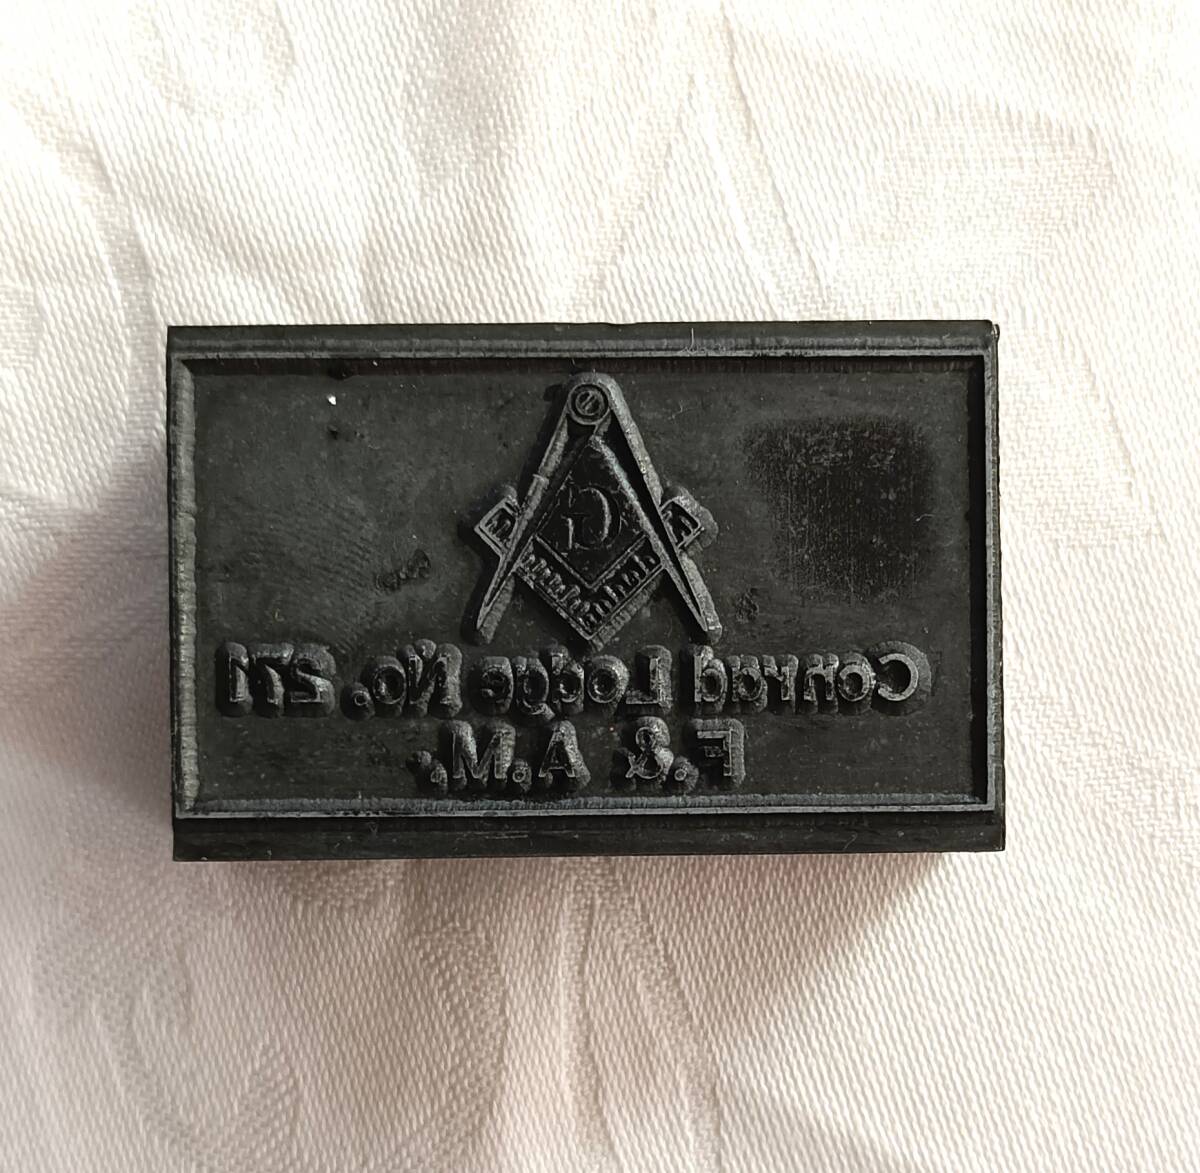 G
Conrad Lodge No. 271
F. & A.M.